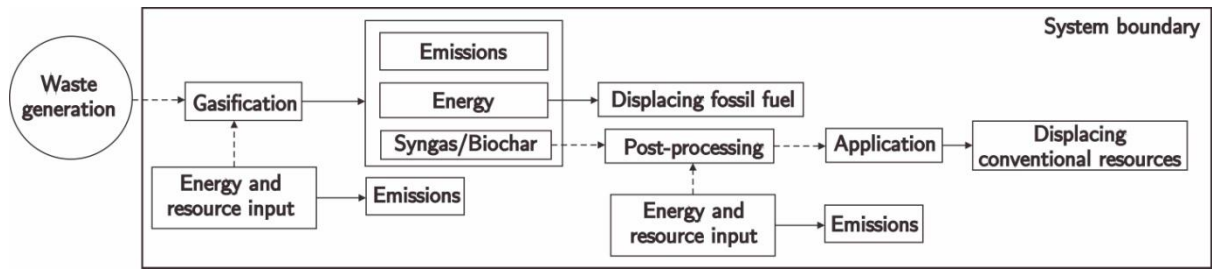 System boundary
Waste
generation
Gasification
Emissions
Energy
Syngas/Biochar
Displacing fossil fuel
Post-processing
Application
Displacing
conventional resources
Energy and
resource input
Emissions
Energy and
resource input
Emissions